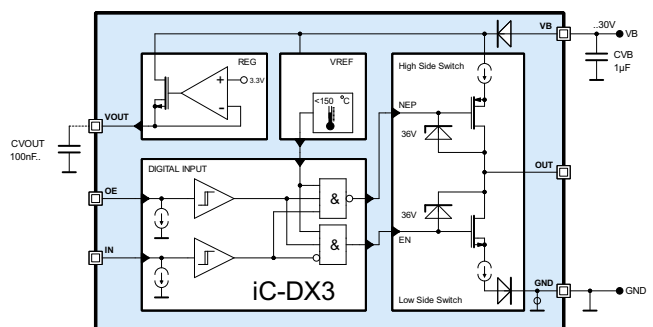 ..30V
VB
VB
CVB
1µF
REG
VREF
High Side Switch
3.3V
+
-
<150 °C
NEP
36V
VOUT
CVOUT
100nF..
DIGITAL INPUT
OE
&
OUT
36V
IN
&
EN
iC-DX3
GND
GND
Low Side Switch